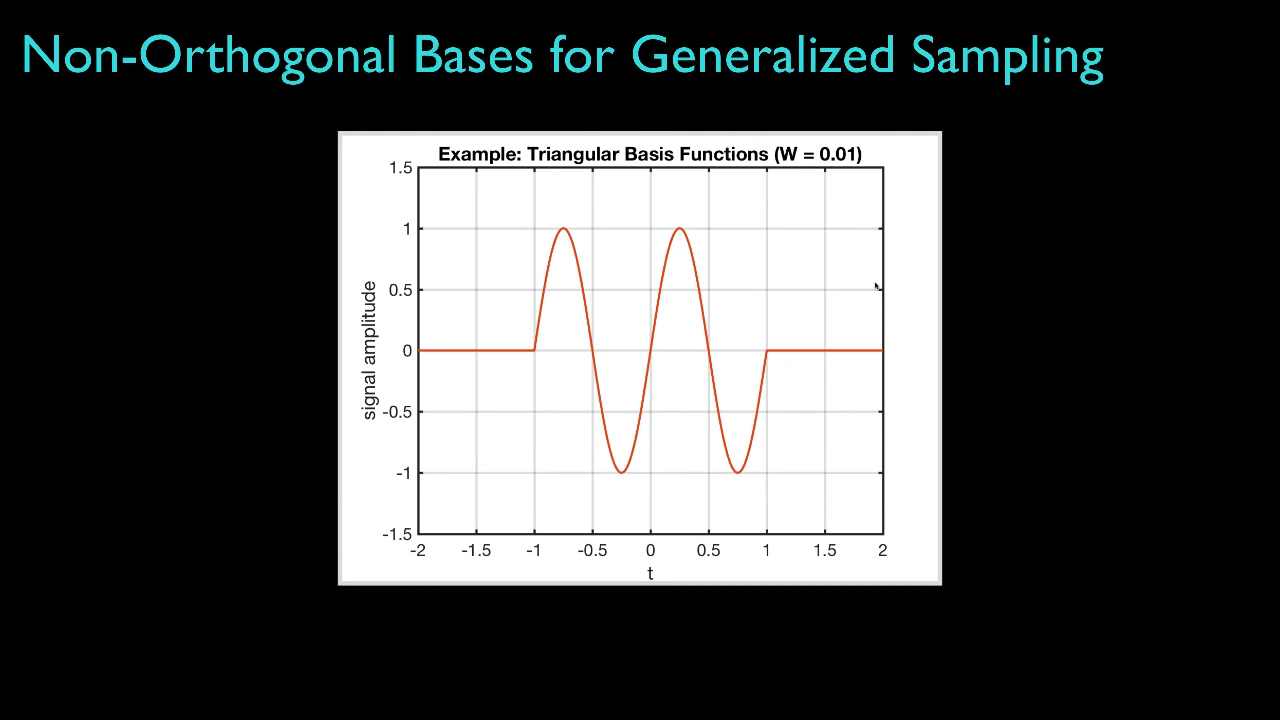 Non-Orthogonal Bases for Generalized Sampling
Example: Triangular Basis Functions (W = 0.01)
1.5
1
0.5
0
-0.5
-1
-1.5
signal amplitude
-2 -1.5 -1 -0.5 0 0.5 1 1.5 2
t